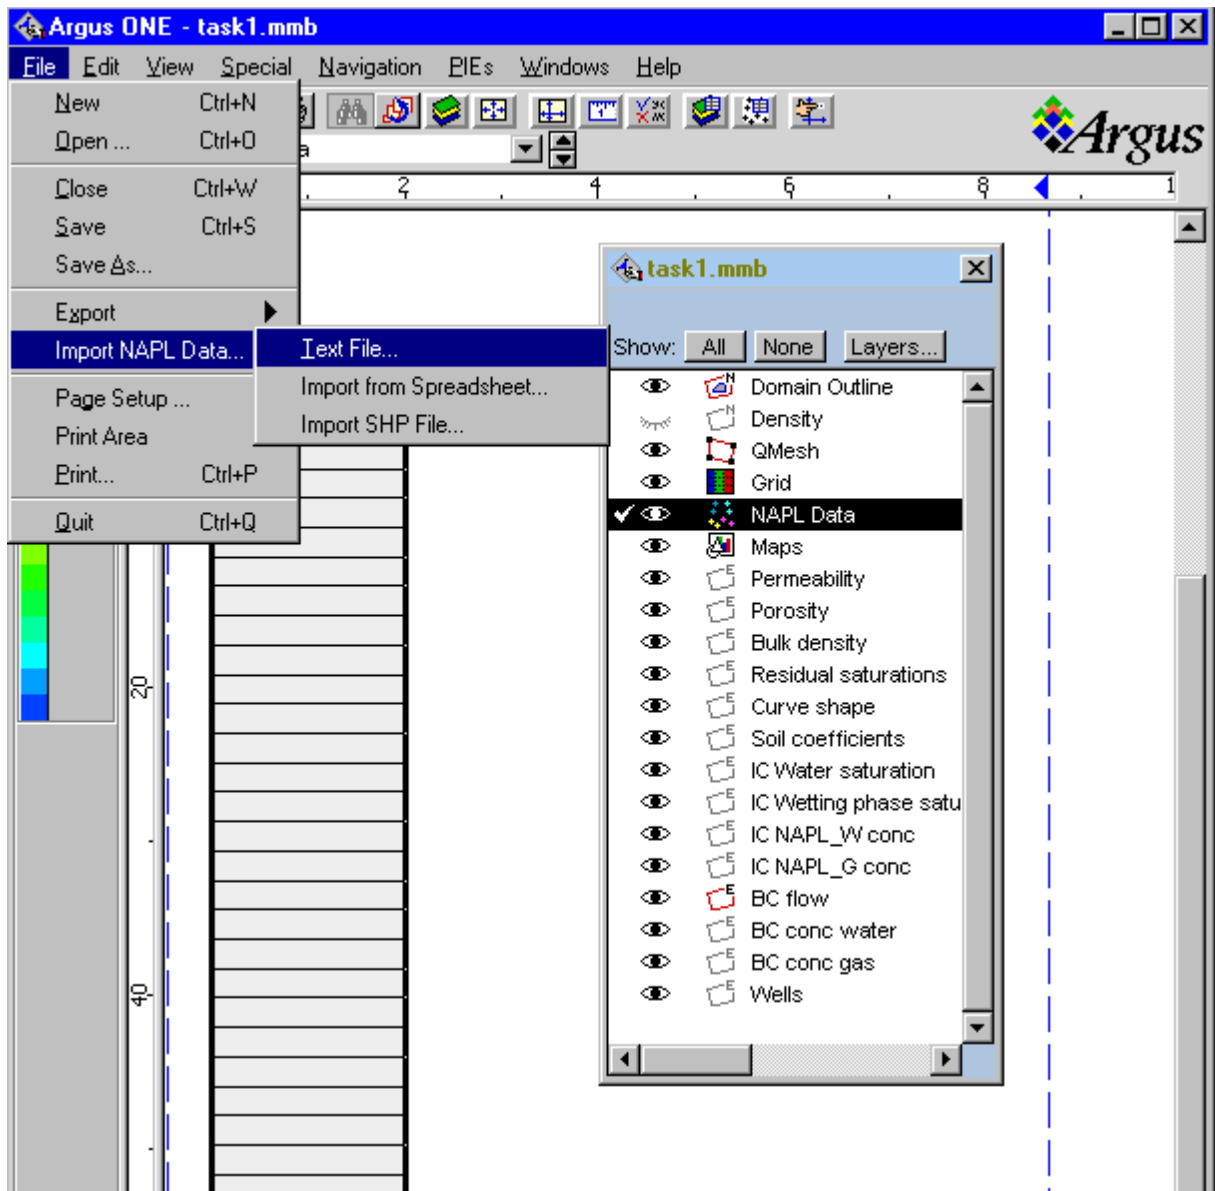 Argus ONE - task1.mmb
File Edit View Special Navigation PIEs Windows Help
New Ctrl+N
Open ... Ctrl+O
Close Ctrl+W
Save Ctrl+S
Save As...
Export
Import NAPL Data...
Page Setup ...
Print Area
Print... Ctrl+P
Quit Ctrl+Q
Text File...
Import from Spreadsheet...
Import SHP File...
a
Argus
2 4 6 8 1
20
40
task1.mmb
Show: All None Layers...
Domain Outline
Density
QMesh
Grid
NAPL Data
Maps
Permeability
Porosity
Bulk density
Residual saturations
Curve shape
Soil coefficients
IC Water saturation
IC Wetting phase satu
IC NAPL_W conc
IC NAPL_G conc
BC flow
BC conc water
BC conc gas
Wells